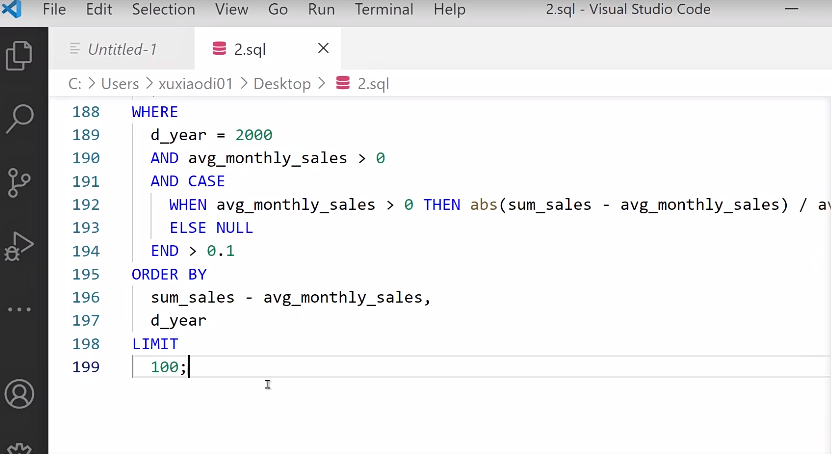 File Edit Selection View Go Run Terminal Help 2.sql - Visual Studio Code
Untitled-1 2.sql
C: > Users > xuxiaodi01 > Desktop > 2.sql
188 WHERE
189 d_year = 2000
190 AND avg_monthly_sales > 0
191 AND CASE
192 WHEN avg_monthly_sales > 0 THEN abs(sum_sales - avg_monthly_sales) / av
193 ELSE NULL
194 END > 0.1
195 ORDER BY
196 sum_sales - avg_monthly_sales,
197 d_year
198 LIMIT
199 100;